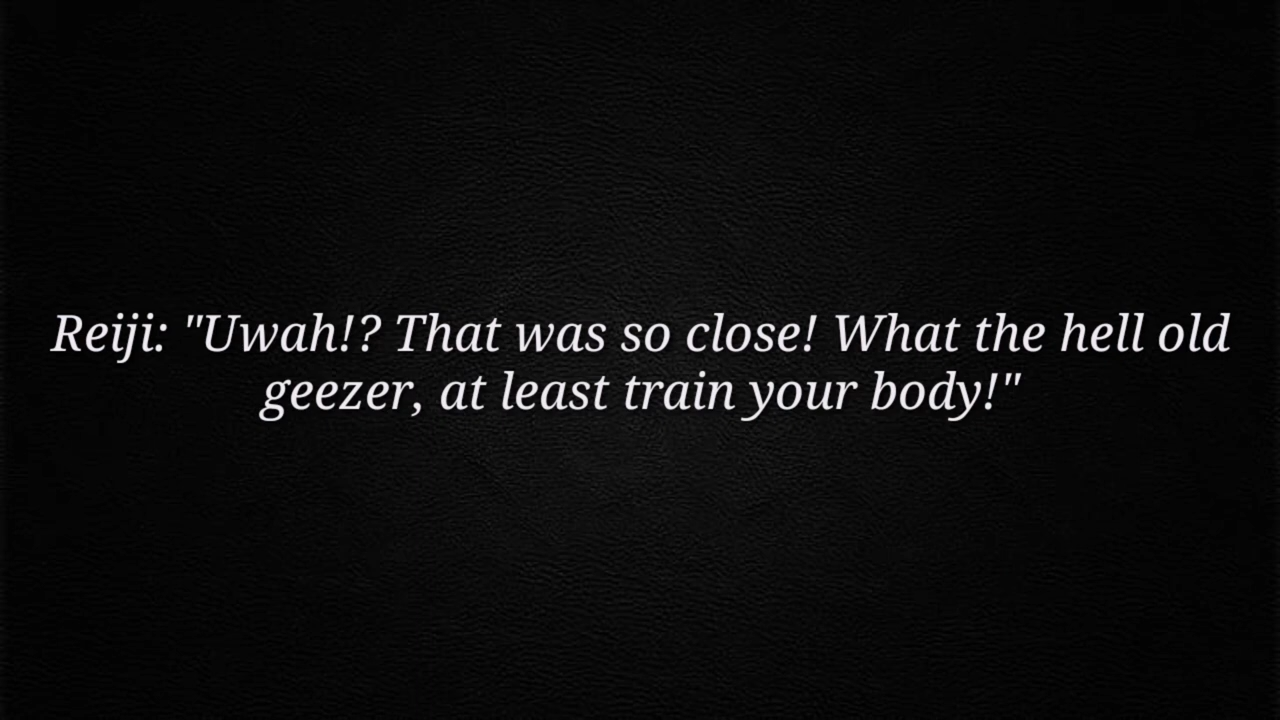 Reiji: "Uwah!? That was so close! What the hell old
geezer, at least train your body!"